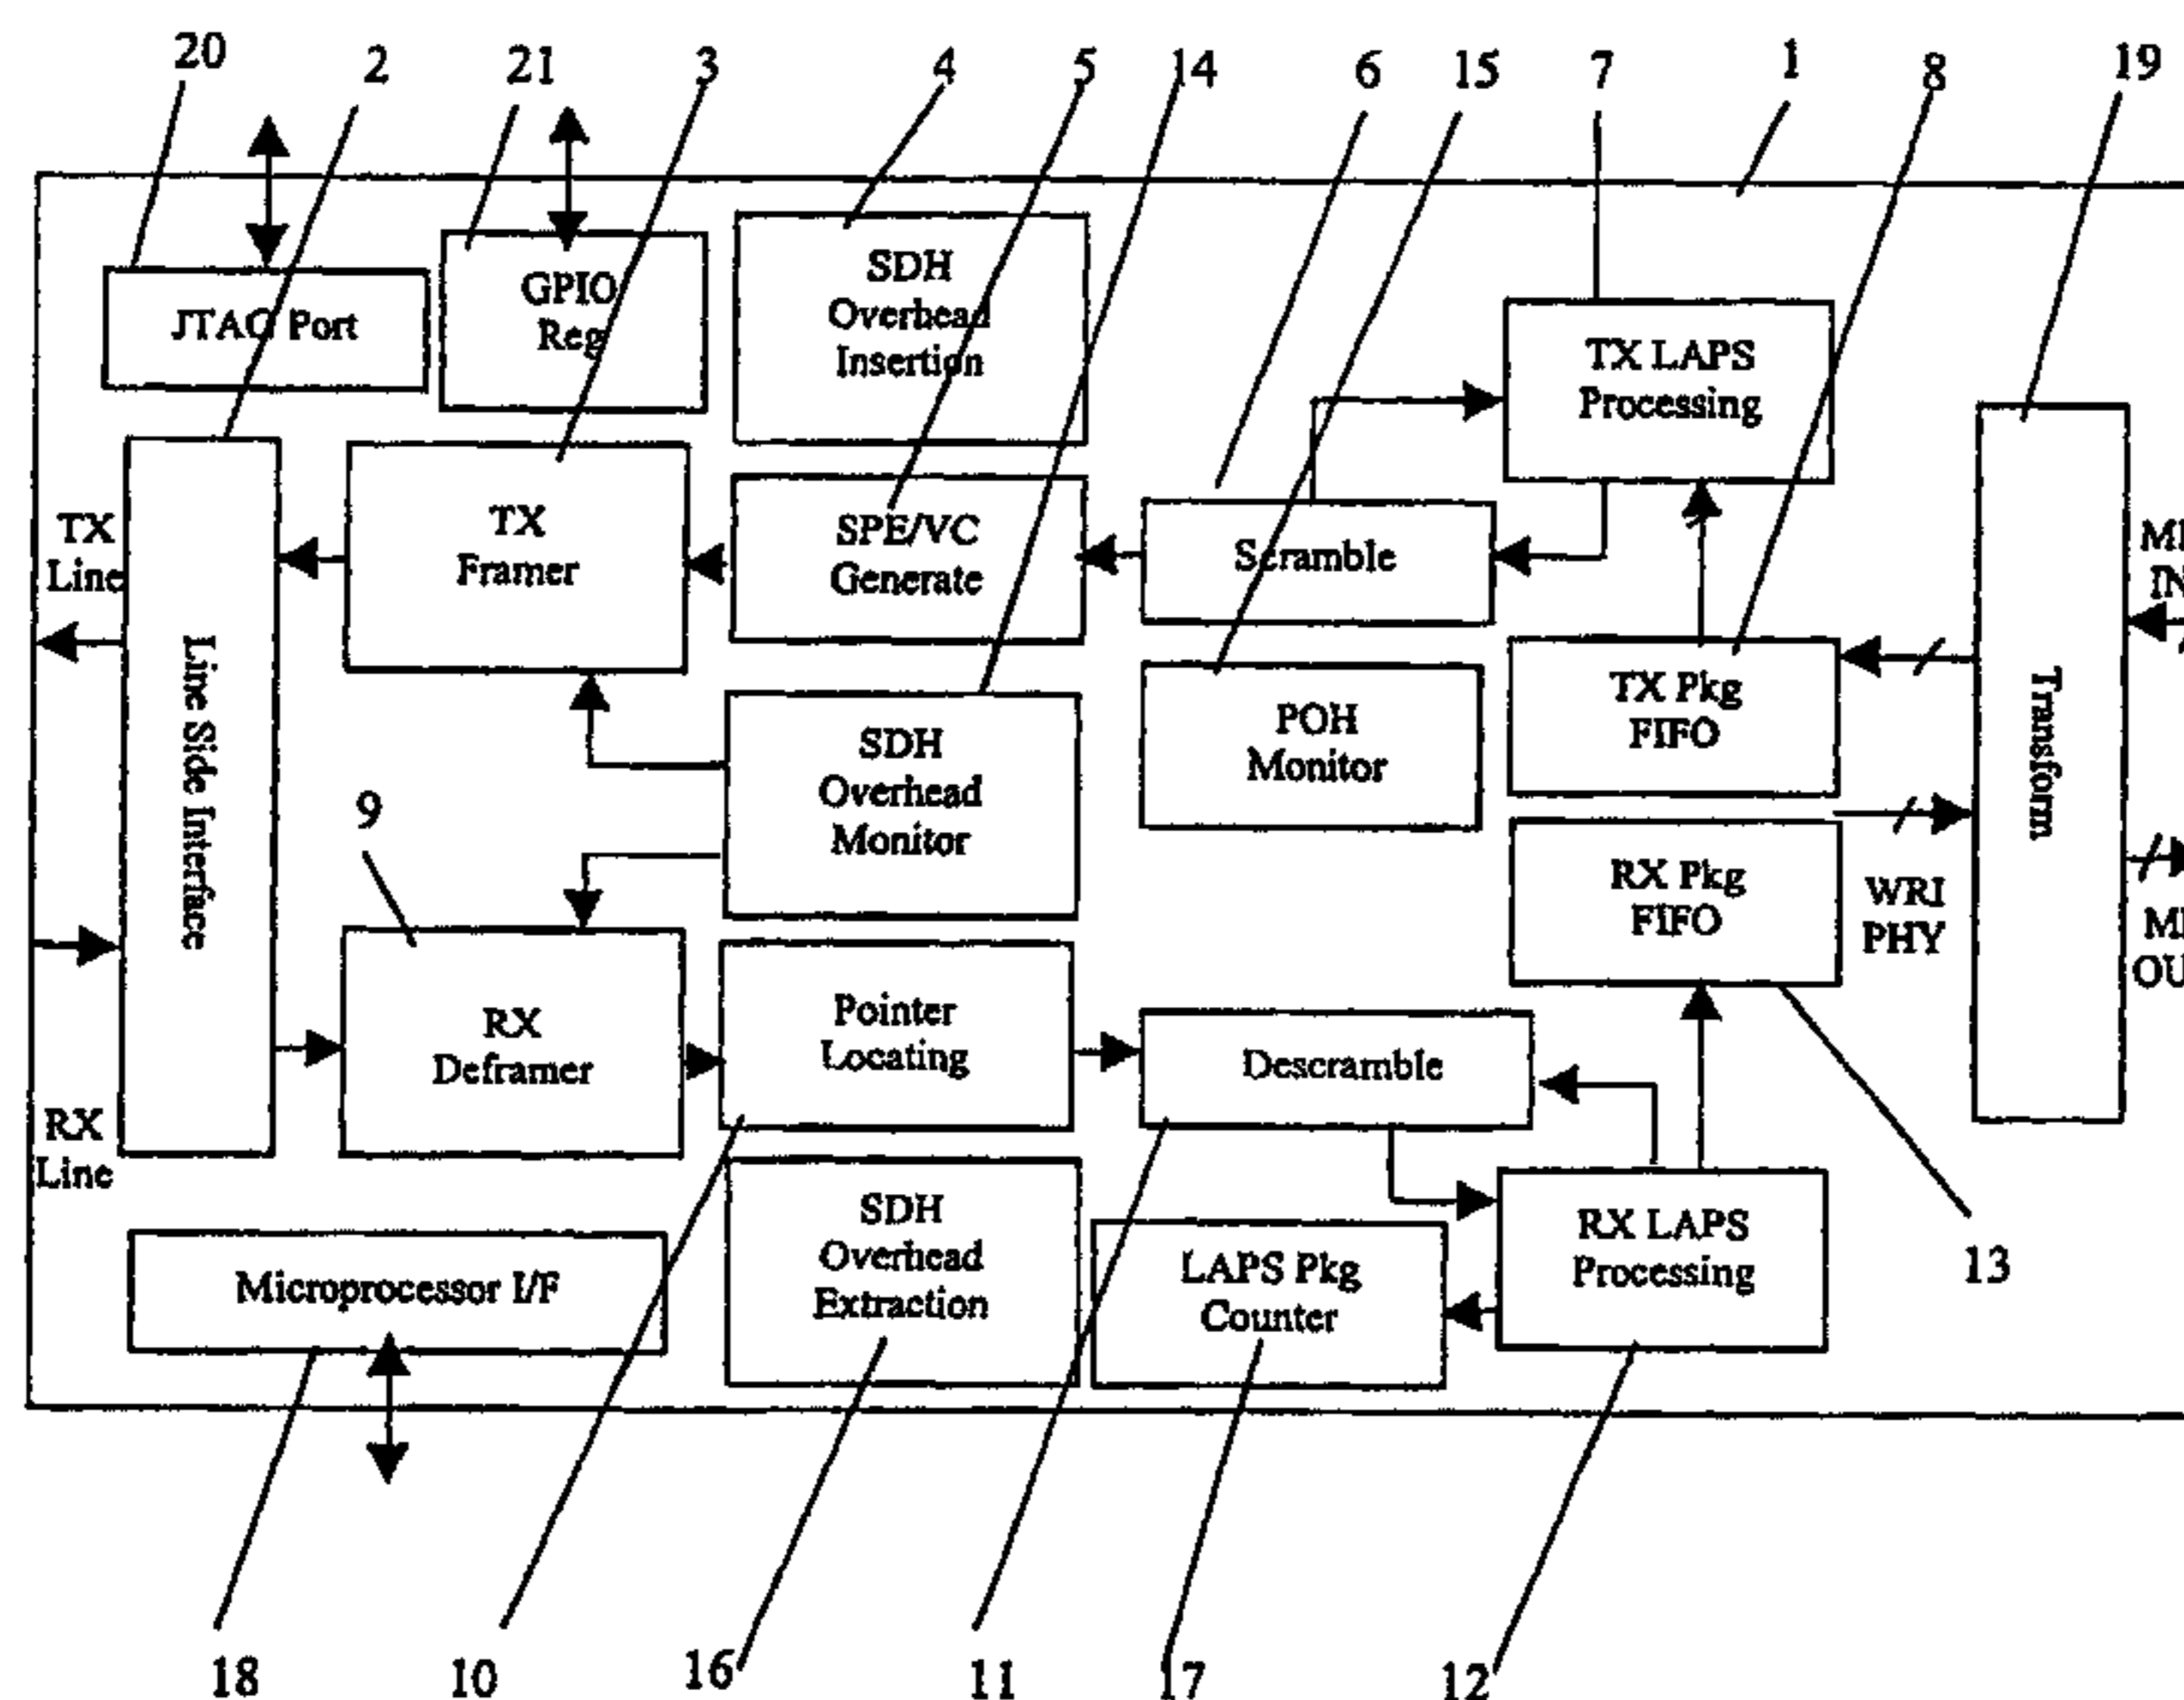 20
2
21
3
4
5
14
6
15
7
1
8
19
JTAG Port
GPIO
Reg
SDH
Overhead
Insertion
TX LAPS
Processing
TX
Line
TX
Framer
SPE/VC
Generate
Scramble
Line Side Interface
SDH
Overhead
Monitor
POH
Monitor
TX Pkg
FIFO
Transform
9
RX Pkg
FIFO
WRI
PHY
RX
Deframer
Pointer
Locating
Descramble
RX
Line
SDH
Overhead
Extraction
LAPS Pkg
Counter
RX LAPS
Processing
13
Microprocessor I/F
18
10
16
11
17
12